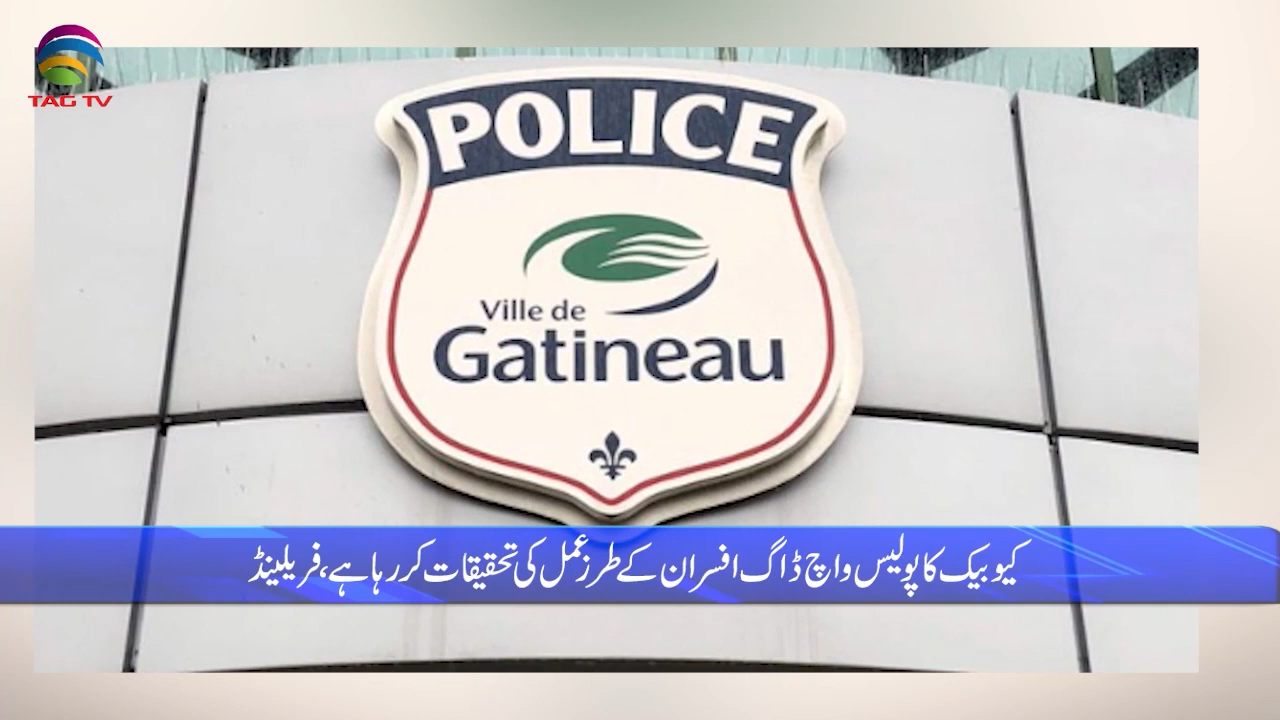 TAG TV
POLICE
Ville de
Gatineau
کیوبیک کا پولیس واچ ڈاگ افسران کے طرز عمل کی تحقیقات کر رہا ہے، فریلینڈ